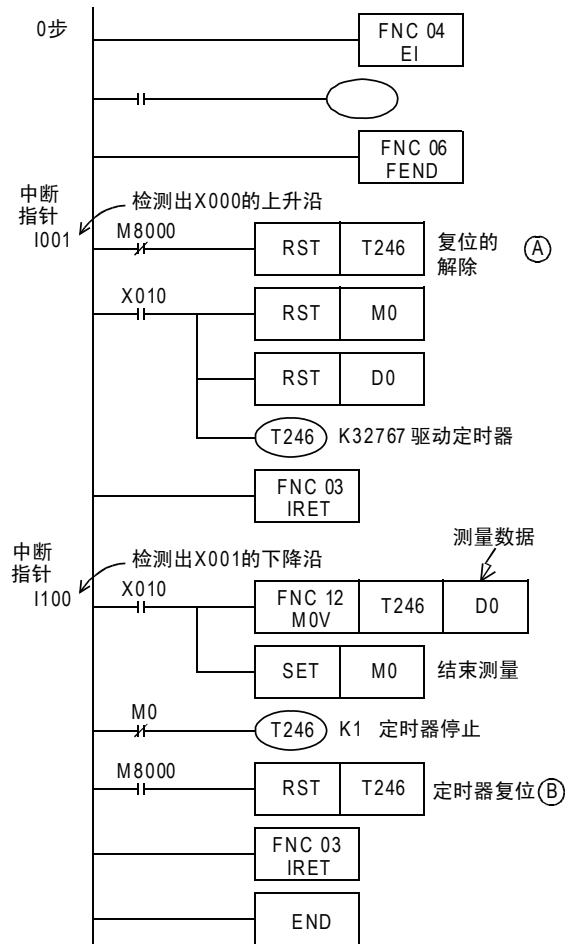 0步
FNC 04
EI
FNC 06
FEND
中断
指针
I001
检测出X000的上升沿
M8000
RST T246
复位的
解除
A
X010
RST M0
RST D0
T246 K32767 驱动定时器
FNC 03
IRET
中断
指针
I100
检测出X001的下降沿
测量数据
X010
FNC 12
M0V
T246 D0
SET M0 结束测量
M0
T246 K1 定时器停止
M8000
RST T246 定时器复位 B
FNC 03
IRET
END